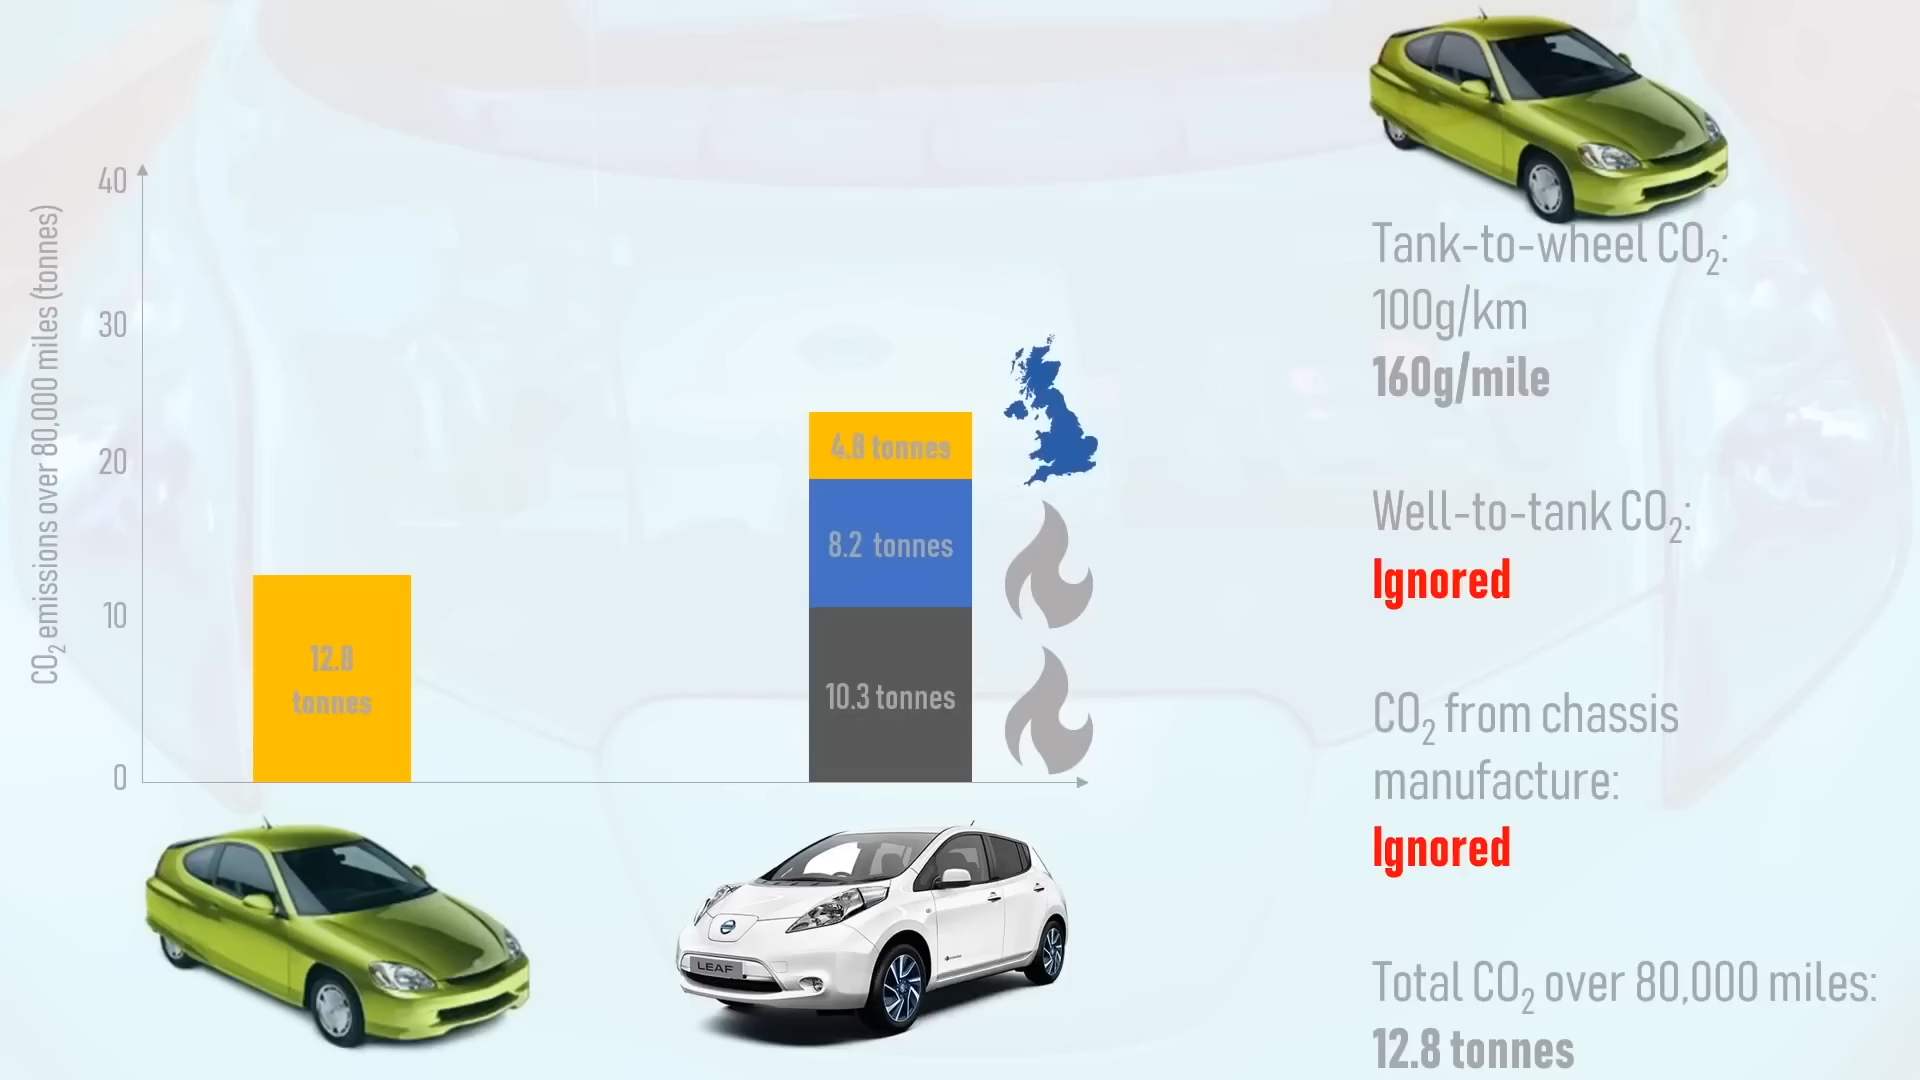 CO2 emissions over 80,000 miles (tonnes)
40
30
20
10
0
12.8
tonnes
4.8 tonnes
8.2 tonnes
10.3 tonnes
LEAF
Tank-to-wheel CO2:
100g/km
160g/mile
Well-to-tank CO2:
Ignored
CO2 from chassis
manufacture:
Ignored
Total CO2 over 80,000 miles:
12.8 tonnes